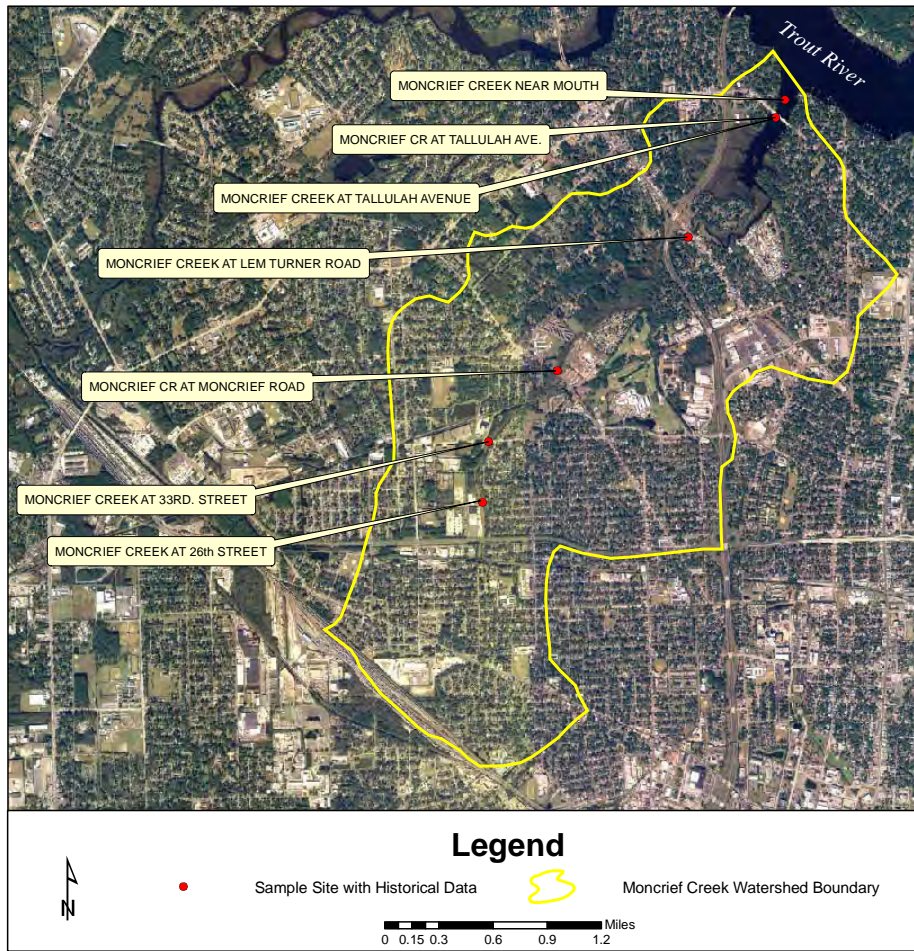 Trout River
MONCRIEF CREEK NEAR MOUTH
MONCRIEF CR AT TALLULAH AVE.
MONCRIEF CREEK AT TALLULAH AVENUE
MONCRIEF CREEK AT LEM TURNER ROAD
MONCRIEF CR AT MONCRIEF ROAD
MONCRIEF CREEK AT 33RD. STREET
MONCRIEF CREEK AT 26th STREET
Legend
N
Sample Site with Historical Data
Moncrief Creek Watershed Boundary
Miles
0 0.15 0.3 0.6 0.9 1.2